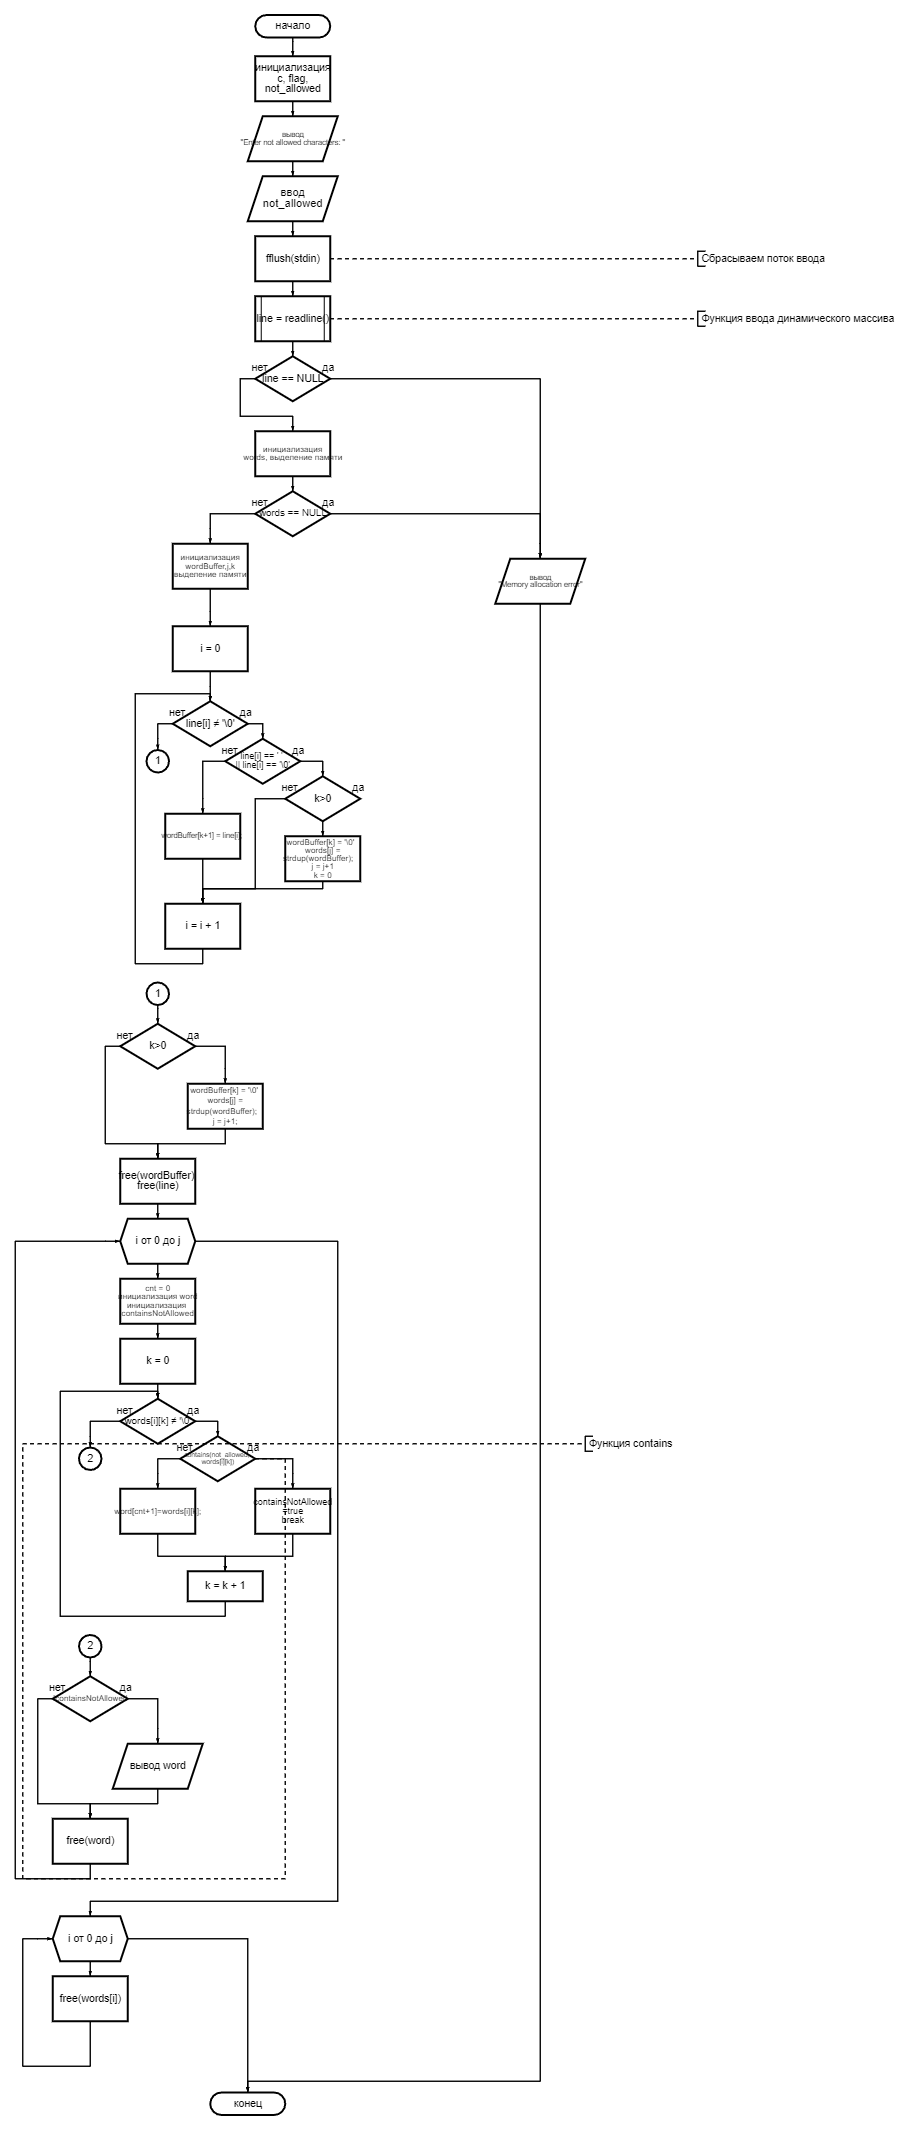 начало
инициализация
c, flag,
not_allowed
вывод
"Enter not allowed characters: "
ввод
not_allowed
fflush(stdin)
Сбрасываем поток ввода
line = readline()
Функция ввода динамического массива
нет
да
line == NULL
инициализация
words, выделение памяти
нет
да
words == NULL
инициализация
wordBuffer,j,k
выделение памяти
вывод
"Memory allocation error"
i = 0
нет
да
line[i] ≠ '\0'
1
нет
да
line[i] == ' '
|| line[i] == '\0'
нет
да
k>0
wordBuffer[k+1] = line[i]
wordBuffer[k] = '\0'
words[j] =
strdup(wordBuffer);
j = j+1
k = 0
i = i + 1
1
нет
да
k>0
wordBuffer[k] = '\0'
words[j] =
strdup(wordBuffer);
j = j+1;
free(wordBuffer)
free(line)
i от 0 до j
cnt = 0
инициализация word
инициализация
containsNotAllowed
k = 0
нет
да
words[i][k] ≠ '\0'
2
нет
да
contains(not_allowed,
words[i][k])
Функция contains
word[cnt+1]=words[i][k];
containsNotAllowed
=true
break
k = k + 1
2
нет
да
containsNotAllowed
вывод word
free(word)
i от 0 до j
free(words[i])
конец